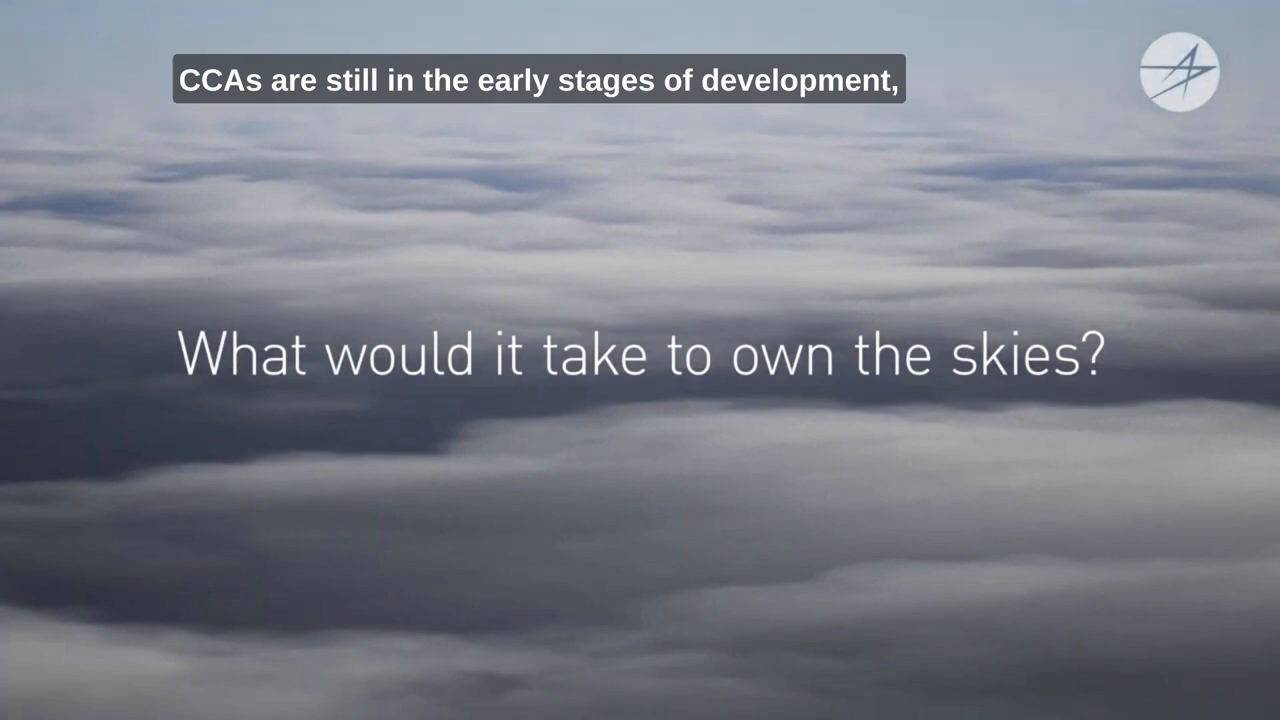 CCAs are still in the early stages of development,
What would it take to own the skies?